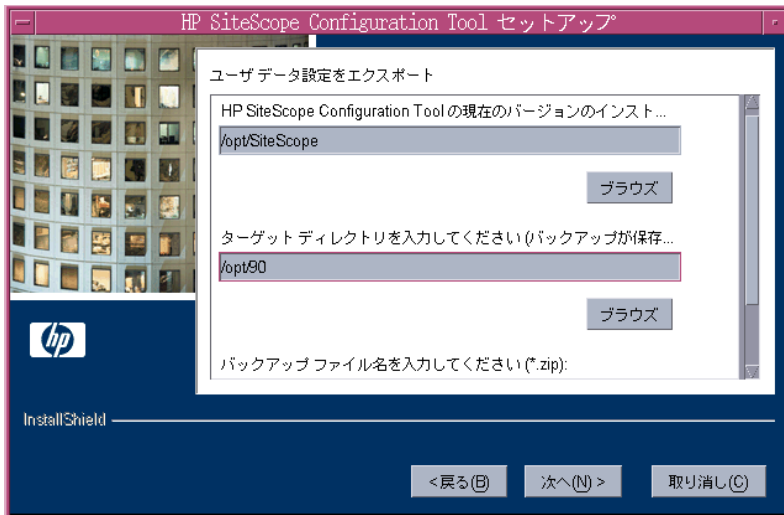 HP SiteScope Configuration Tool セットアップ
ユーザ データ設定をエクスポート
HP SiteScope Configuration Tool の現在のバージョンのインスト...
/opt/SiteScope
ブラウズ
ターゲット ディレクトリを入力してください (バックアップが保存...
/opt/90
ブラウズ
バックアップ ファイル名を入力してください (*.zip):
hp
InstallShield
<戻る(B)
次へ(N) >
取り消し(C)